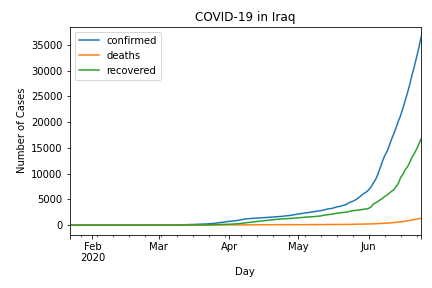 COVID-19 in Iraq
confirmed
deaths
recovered
Number of Cases
35000
30000
25000
20000
15000
10000
5000
0
Feb
2020
Mar
Apr
May
Jun
Day